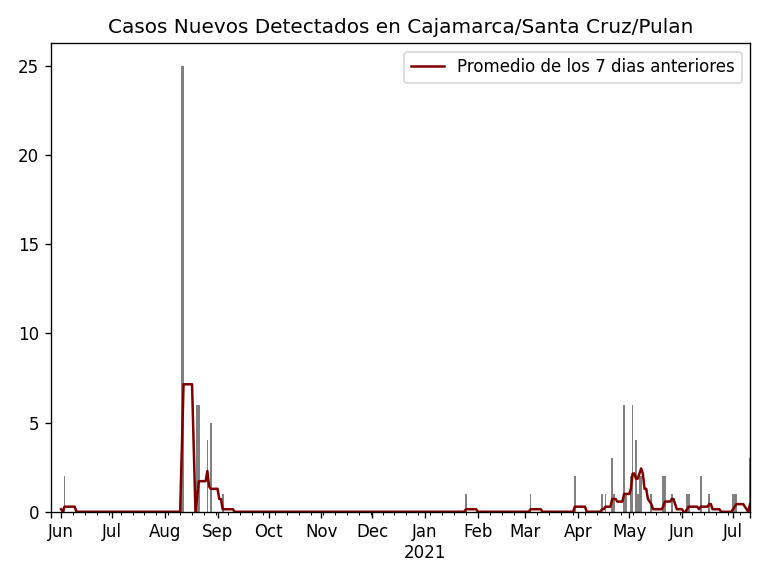 Casos Nuevos Detectados en Cajamarca/Santa Cruz/Pulan
Promedio de los 7 dias anteriores
25
20
15
10
5
0
Jun Jul Aug Sep Oct Nov Dec Jan Feb Mar Apr May Jun Jul
2021